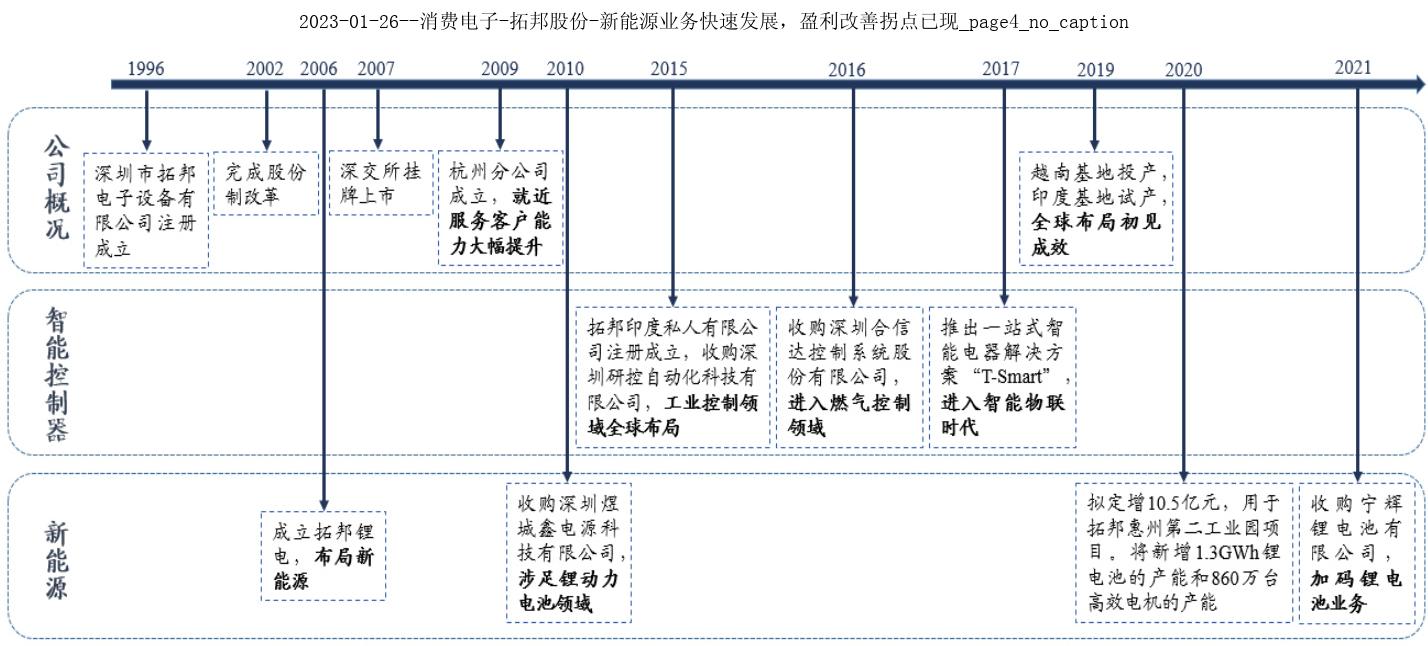 2023-01-26--消费电子-拓邦股份-新能源业务快速发展，盈利改善拐点已现_page4_no_caption
1996
2002
2006
2007
2009
2010
2015
2016
2017
2019
2020
2021
公司概况
深圳市拓邦
电子设备有
限公司注册
成立
完成股份
制改革
深交所挂
牌上市
杭州分公司
成立，就近
服务客户能
力大幅提升
越南基地投产，
印度基地试产，
全球布局初见
成效
智能控制器
拓邦印度私人有限公
司注册成立，收购深
圳研控自动化科技有
限公司，工业控制领
域全球布局
收购深圳合信
达控制系统股
份有限公司，
进入燃气控制
领域
推出一站式智
能电器解决方
案“T-Smart”，
进入智能物联
时代
新能源
成立拓邦锂
电，布局新
能源
收购深圳煜
城鑫电源科
技有限公司，
涉足锂动力
电池领域
拟定增10.5亿元，用于
拓邦惠州第二工业园项
目。将新增1.3GWh锂
电池的产能和860万台
高效电机的产能
收购宁辉
锂电池有
限公司，
加码锂电
池业务